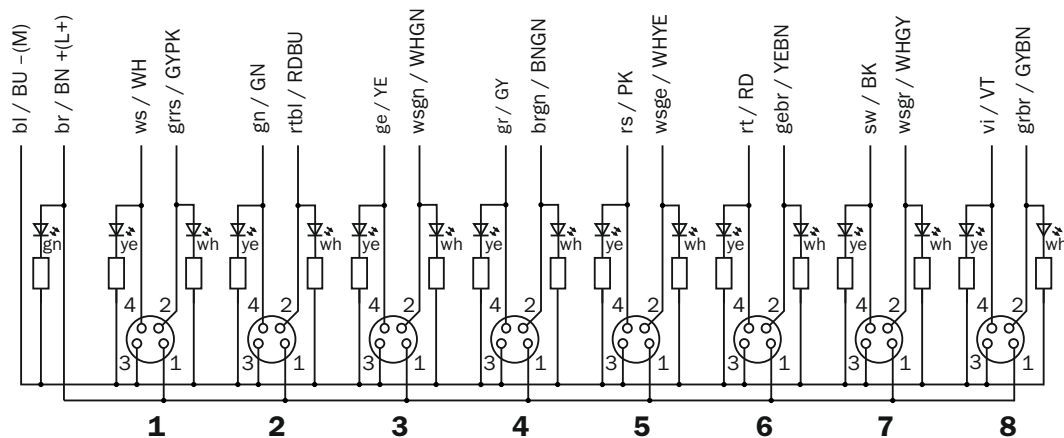 bl / BU –(M)
br / BN +(L+)
ws / WH
grrs / GYPK
gn / GN
rtbl / RDBU
ge / YE
wsgn / WHGN
gr / GY
brgn / BNGN
rs / PK
wsge / WHYE
rt / RD
gebr / YEBN
sw / BK
wsgr / WHGY
vi / VT
grbr / GYBN
gn ye wh ye wh ye wh ye wh ye wh ye wh ye wh ye wh
4 2 4 2 4 2 4 2 4 2 4 2 4 2 4 2
3 1 3 1 3 1 3 1 3 1 3 1 3 1 3 1
1 2 3 4 5 6 7 8